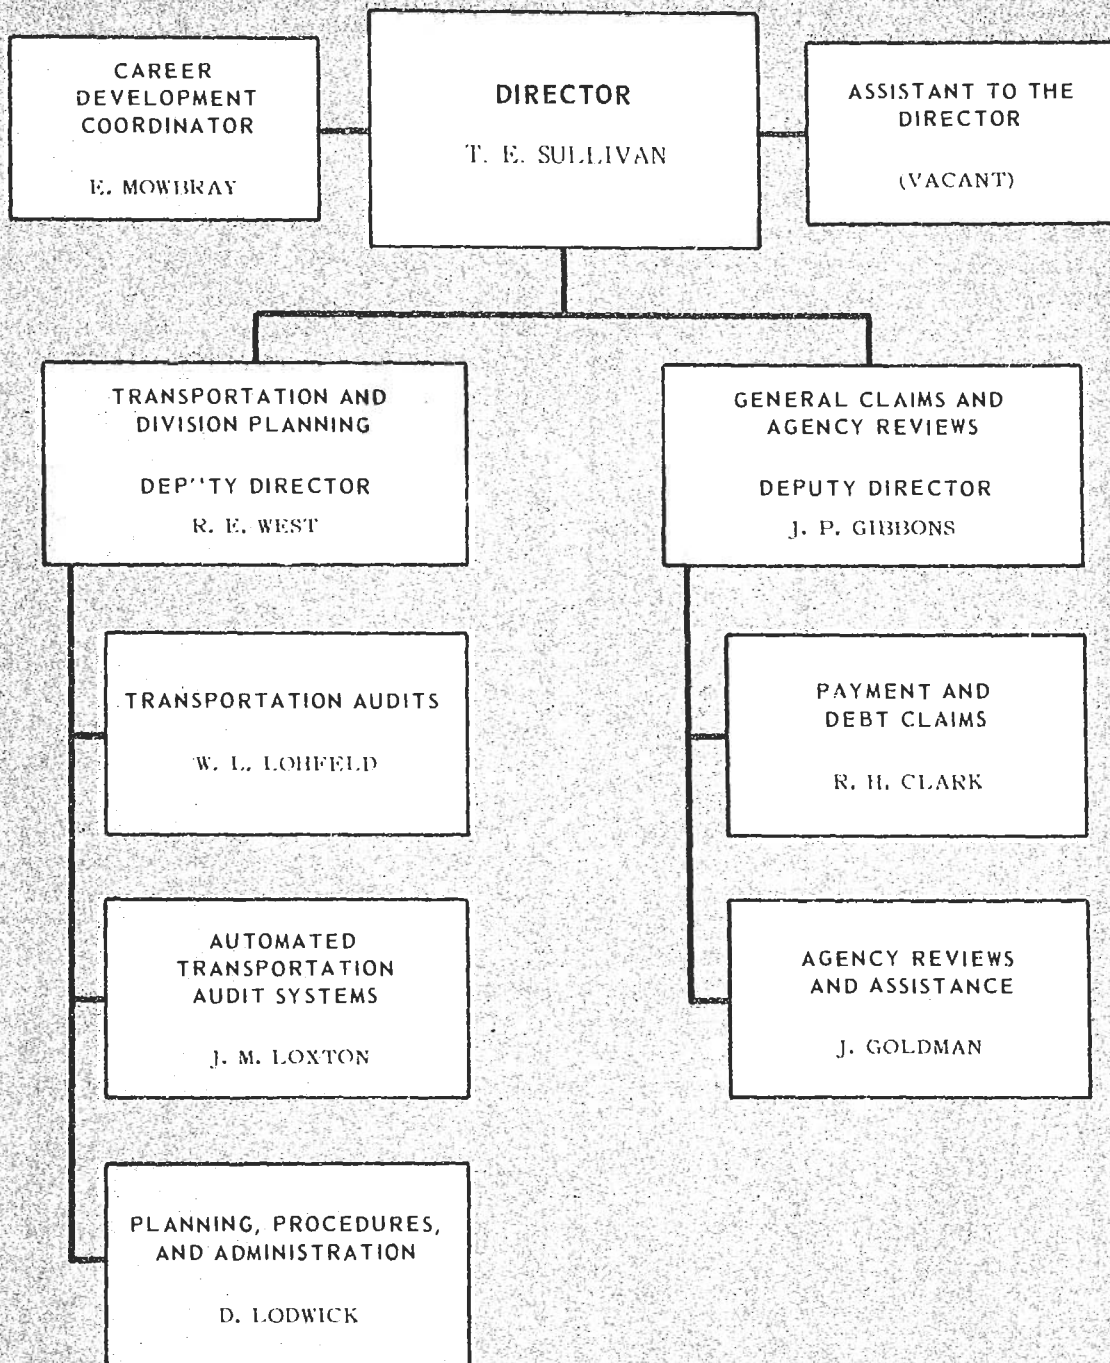 CAREER
DEVELOPMENT
COORDINATOR
E. MOWBRAY
DIRECTOR
T. E. SULLIVAN
ASSISTANT TO THE
DIRECTOR
(VACANT)
TRANSPORTATION AND
DIVISION PLANNING
DEP''TY DIRECTOR
R. E. WEST
GENERAL CLAIMS AND
AGENCY REVIEWS
DEPUTY DIRECTOR
J. P. GIBBONS
TRANSPORTATION AUDITS
W. L. LOHFELD
PAYMENT AND
DEBT CLAIMS
R. H. CLARK
AUTOMATED
TRANSPORTATION
AUDIT SYSTEMS
J. M. LOXTON
AGENCY REVIEWS
AND ASSISTANCE
J. GOLDMAN
PLANNING, PROCEDURES,
AND ADMINISTRATION
D. LODWICK